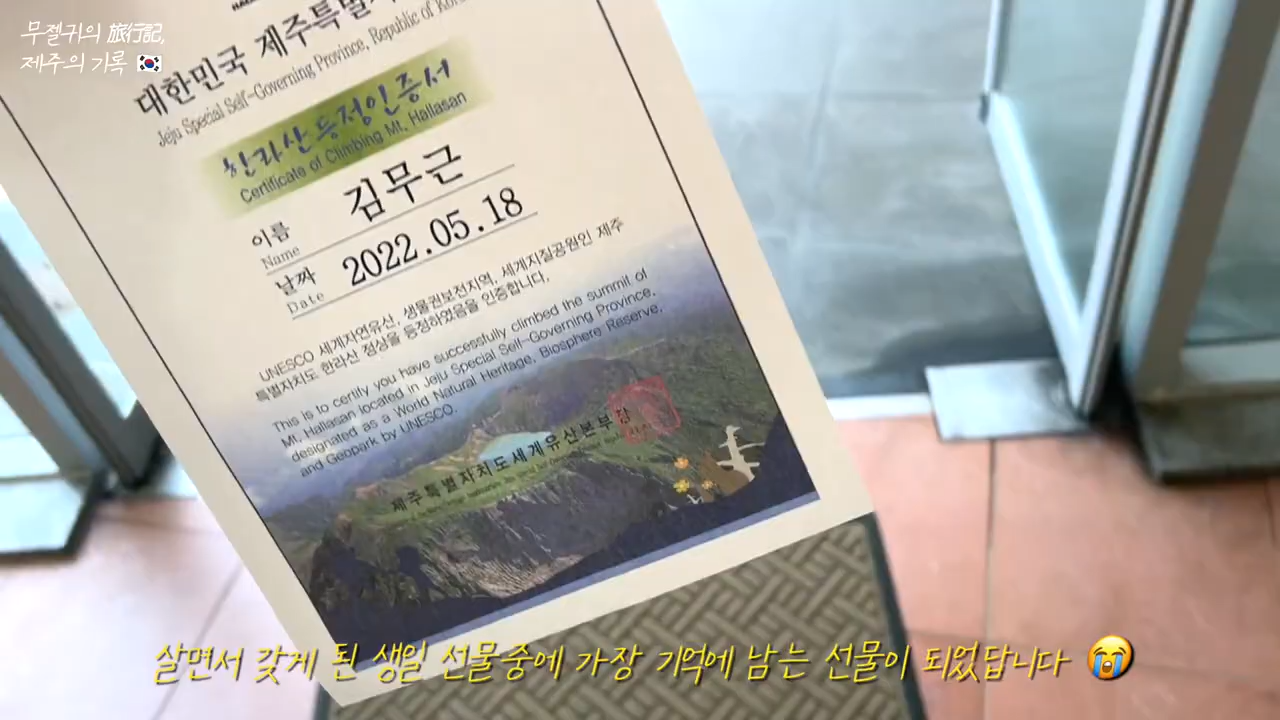 무젤귀의 旅行記,
제주의 기록 🇰🇷
대한민국 제주특별
Jeju Special Self-Governing Province, Republic of Korea
한라산등정인증서
Certificate of Climbing Mt. Hallasan
이름 김무근
Name
날짜 2022.05.18
Date
UNESCO 세계자연유산, 생물권보전지역, 세계지질공원인 제주
특별자치도 한라산 정상을 등정하였음을 인증합니다.
This is to certify you have successfully climbed the summit of
Mt. Hallasan located in Jeju Special Self-Governing Province,
designated as a World Natural Heritage, Biosphere Reserve,
and Geopark by UNESCO.
제주특별자치도세계유산본부장
살면서 갖게 된 생일 선물중에 가장 기억에 남는 선물이 되었답니다 😭